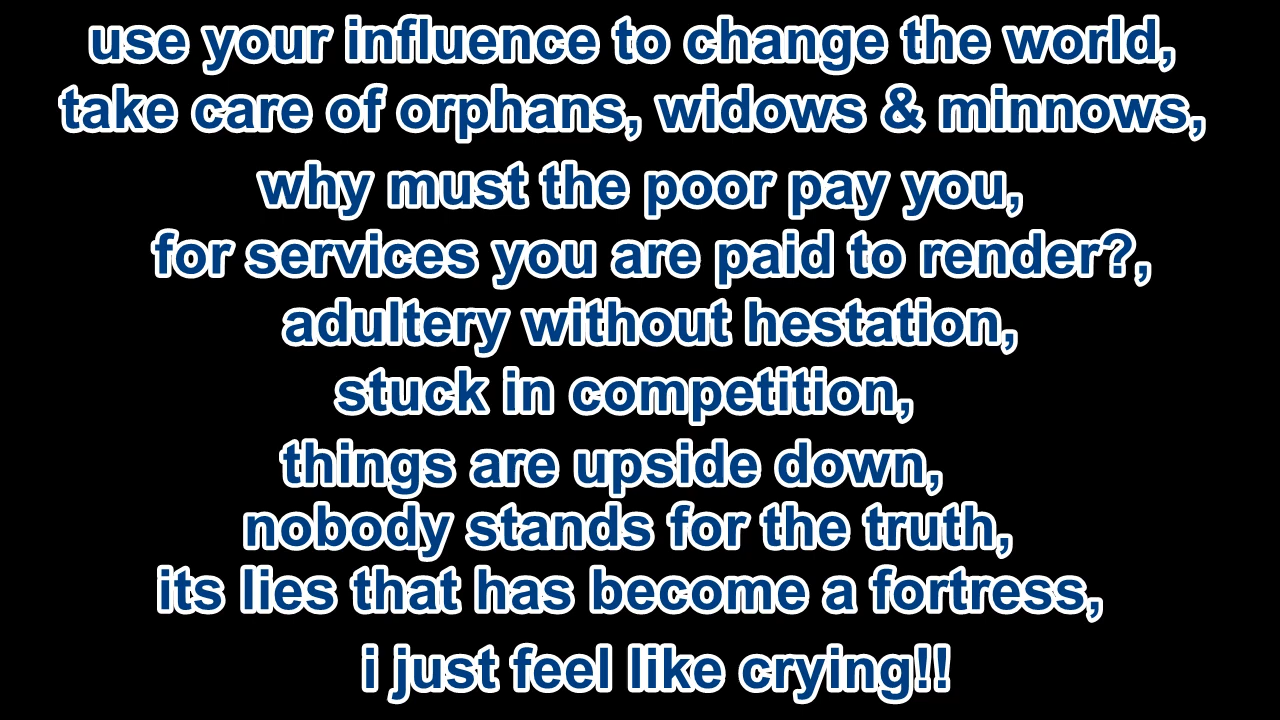 use your influence to change the world,
take care of orphans, widows & minnows,
why must the poor pay you,
for services you are paid to render?,
adultery without hestation,
stuck in competition,
things are upside down,
nobody stands for the truth,
its lies that has become a fortress,
i just feel like crying!!